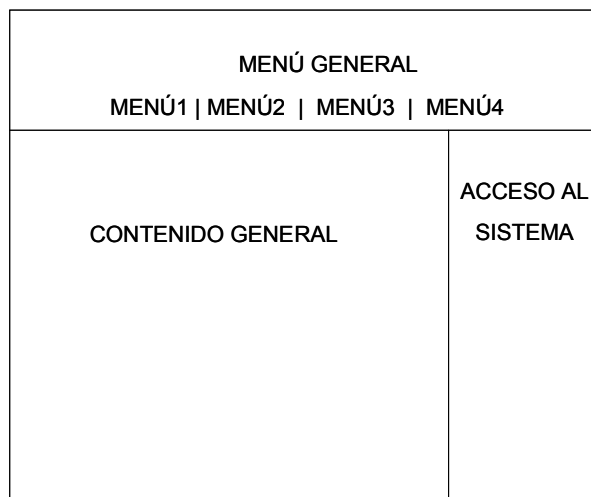 MENÚ GENERAL
MENÚ1 | MENÚ2 | MENÚ3 | MENÚ4
CONTENIDO GENERAL
ACCESO AL
SISTEMA